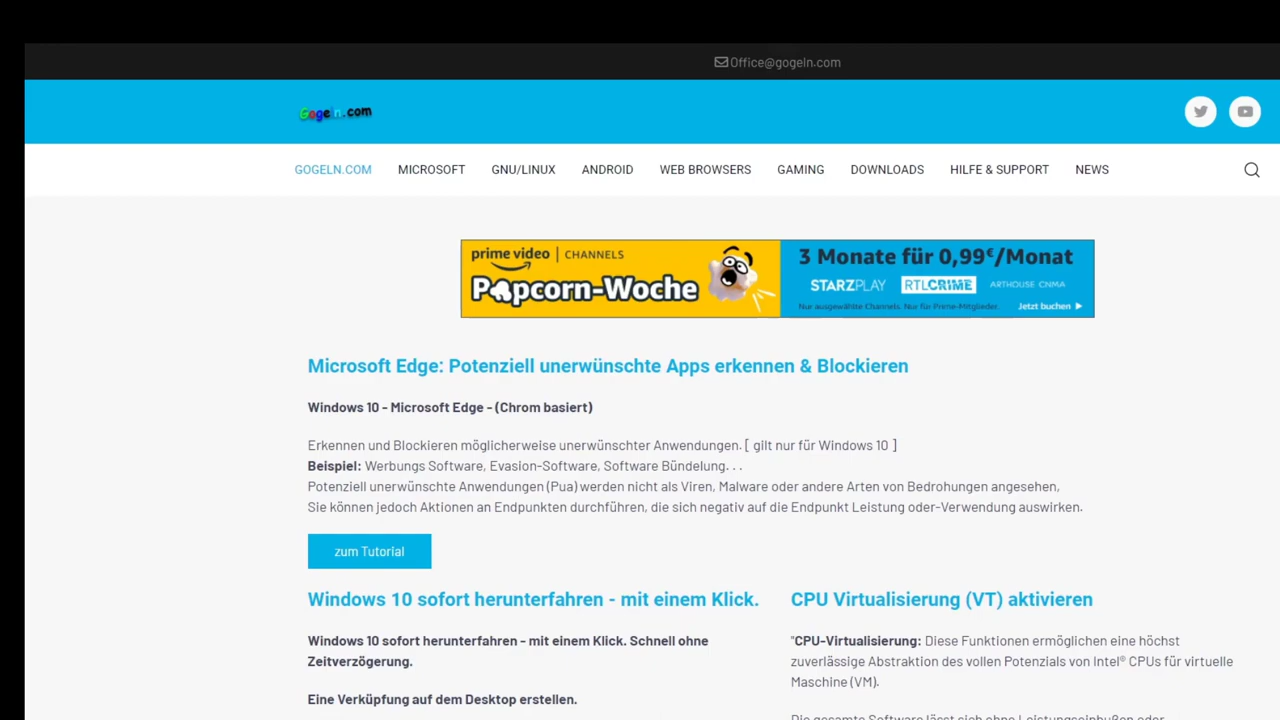 Office@gogeln.com
Gogeln.com
GOGELN.COM MICROSOFT GNU/LINUX ANDROID WEB BROWSERS GAMING DOWNLOADS HILFE & SUPPORT NEWS
prime video | CHANNELS
Popcorn-Woche
3 Monate für 0,99€/Monat
STARZPLAY RTLCRIME ARTHOUSE CNMA
Nur ausgewählte Channels. Nur für Prime-Mitglieder. Jetzt buchen
Microsoft Edge: Potenziell unerwünschte Apps erkennen & Blockieren
Windows 10 - Microsoft Edge - (Chrom basiert)
Erkennen und Blockieren möglicherweise unerwünschter Anwendungen. [ gilt nur für Windows 10 ]
Beispiel: Werbungs Software, Evasion-Software, Software Bündelung. . .
Potenziell unerwünschte Anwendungen (Pua) werden nicht als Viren, Malware oder andere Arten von Bedrohungen angesehen,
Sie können jedoch Aktionen an Endpunkten durchführen, die sich negativ auf die Endpunkt Leistung oder-Verwendung auswirken.
zum Tutorial
Windows 10 sofort herunterfahren - mit einem Klick.
Windows 10 sofort herunterfahren - mit einem Klick. Schnell ohne
Zeitverzögerung.
Eine Verküpfung auf dem Desktop erstellen.
CPU Virtualisierung (VT) aktivieren
"CPU-Virtualisierung: Diese Funktionen ermöglichen eine höchst
zuverlässige Abstraktion des vollen Potenzials von Intel® CPUs für virtuelle
Maschine (VM).
Die gesamte Software lässt sich ohne Leistungseinbußen oder